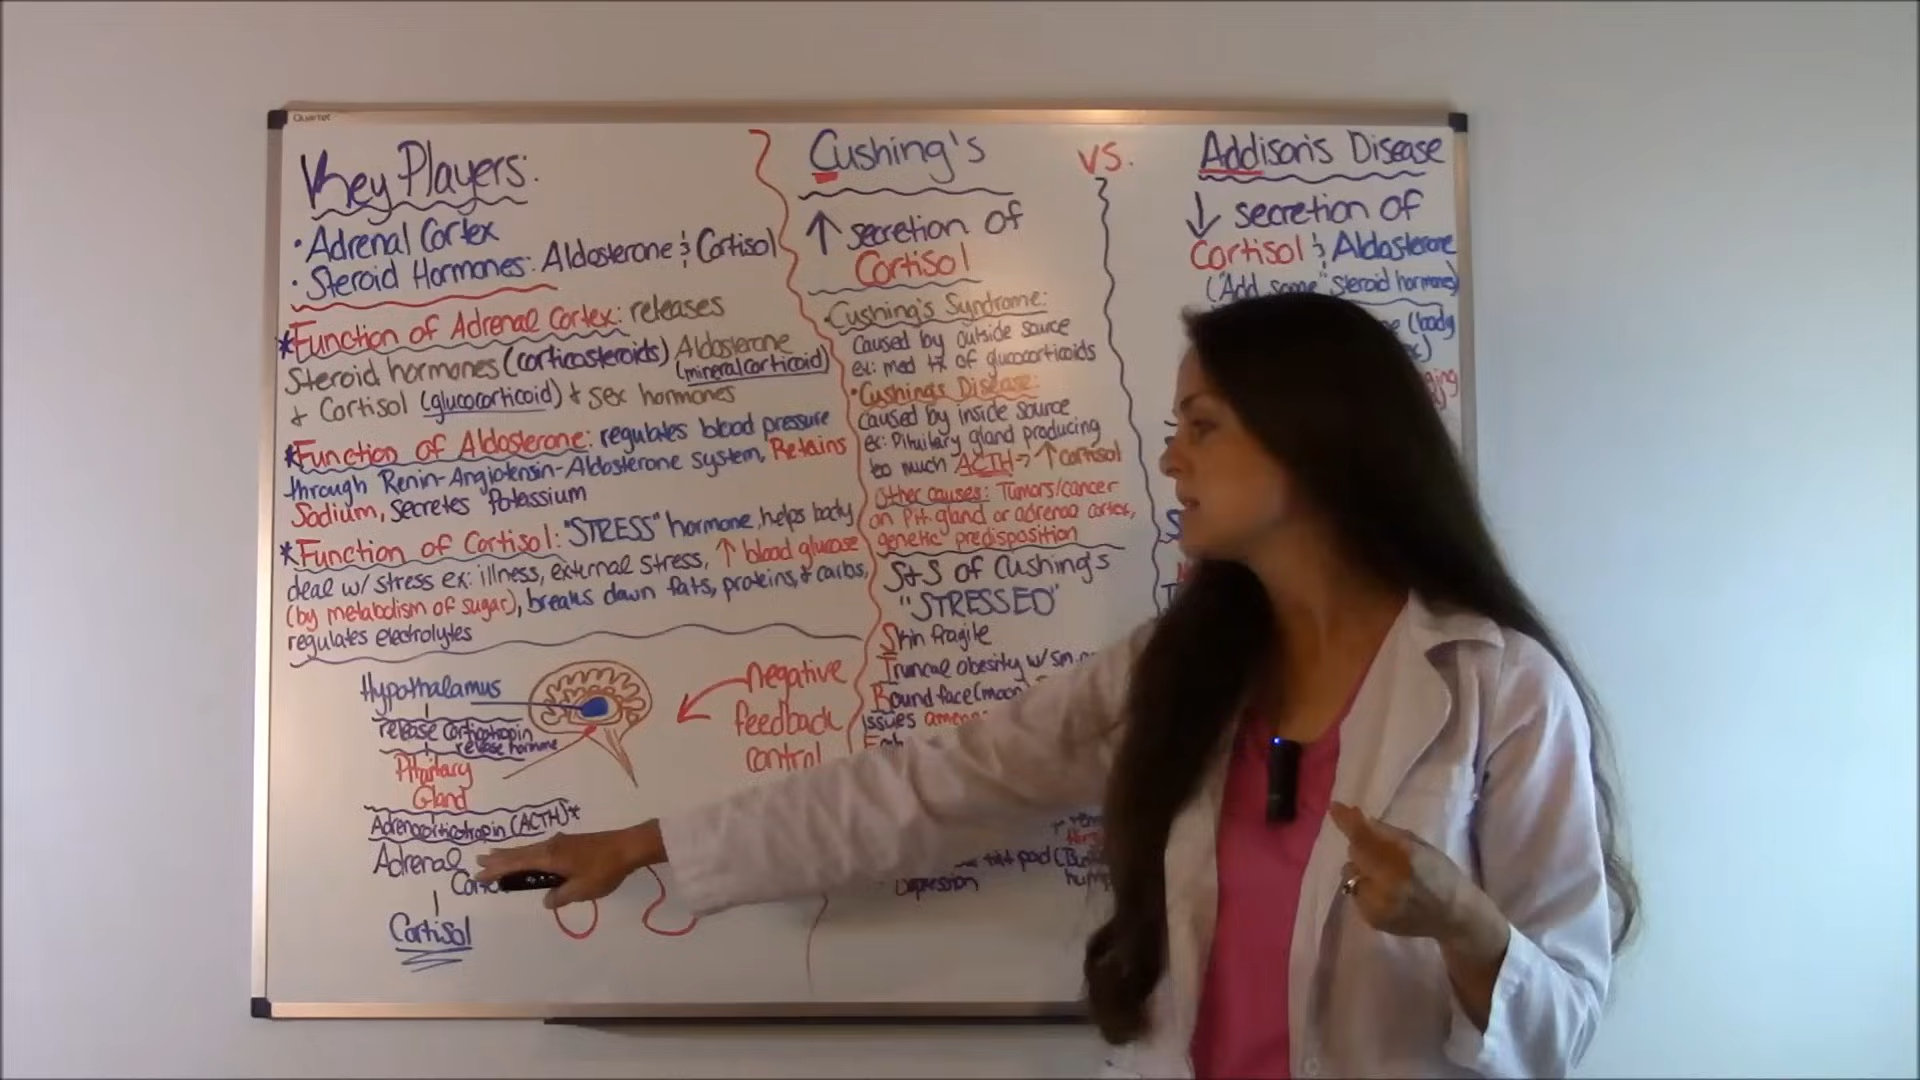 Quartet
Key Players:
• Adrenal Cortex
• Steroid Hormones: Aldosterone & Cortisol
*Function of Adrenal Cortex: releases
Steroid hormones (corticosteroids) Aldosterone
(mineralcorticoid)
+ Cortisol (glucocorticoid) + sex hormones
*Function of Aldosterone: regulates blood pressure
through Renin-Angiotensin-Aldosterone system, Retains
Sodium, Secretes Potassium
*Function of Cortisol: "STRESS" hormone, helps body
deal w/ stress ex: illness, external stress, ↑ blood glucose
(by metabolism of sugar), breaks down fats, proteins, + carbs,
regulates electrolytes
Hypothalamus
release corticotropin
release hormone
Pituitary
Gland
Adrenocorticotropin (ACTH)*
Adrenal
Cortisol
negative
feedback
control
Cushing's
↑ secretion of
Cortisol
• Cushing's Syndrome:
Caused by outside source
ex: med tx of glucocorticoids
• Cushing's Disease:
Caused by inside source
ex: Pituitary gland producing
too much ACTH → ↑ cortisol
Other causes: Tumors/cancer
on Pit. gland or adrenal cortex,
genetic predisposition
S+S of Cushing's
"STRESSED"
Skin fragile
Truncal obesity w/ sm.
Round face (moon)
issues
pad
Depression
vs.
Addison's Disease
↓ secretion of
Cortisol & Aldosterone
("Add some" steroid hormones)
(body